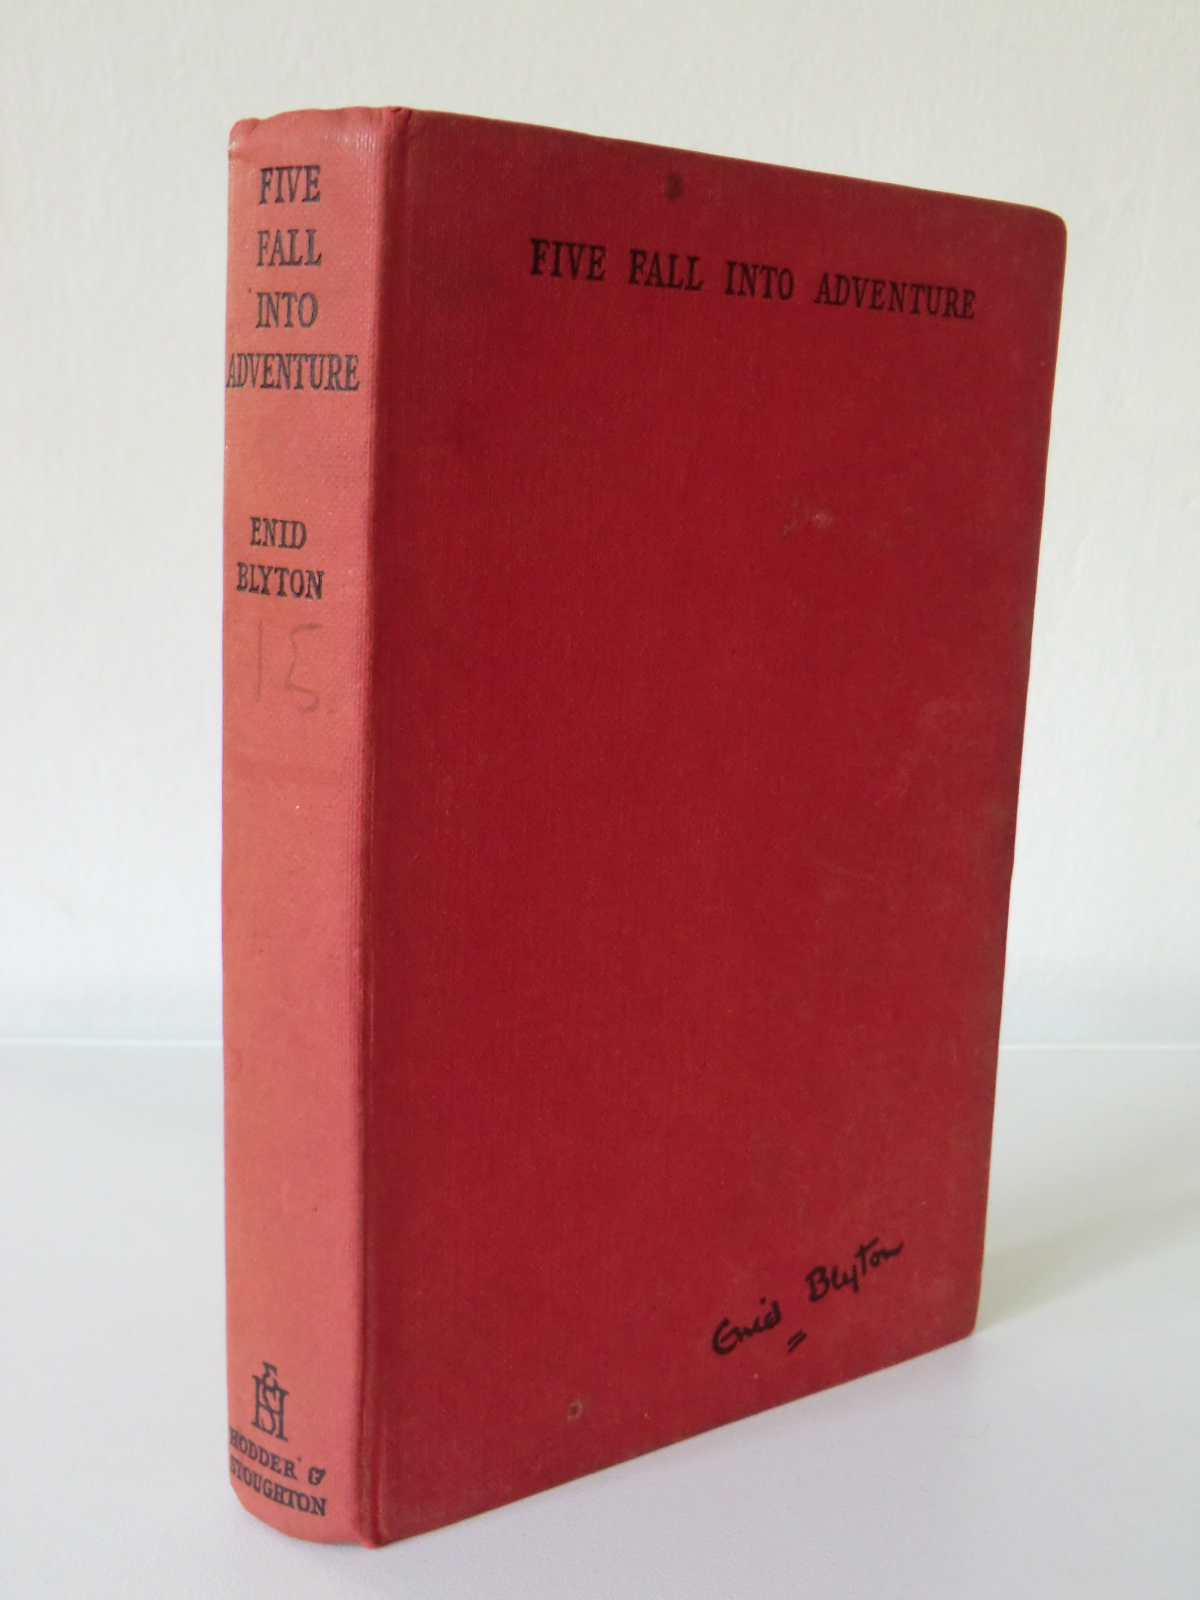 FIVE
FALL
INTO
ADVENTURE
ENID
BLYTON
15
H&S
HODDER &
STOUGHTON
FIVE FALL INTO ADVENTURE
Enid Blyton